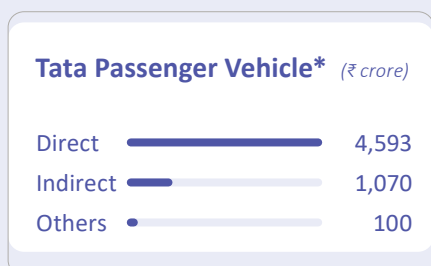 Tata Passenger Vehicle* (₹ crore)
Direct 4,593
Indirect 1,070
Others 100